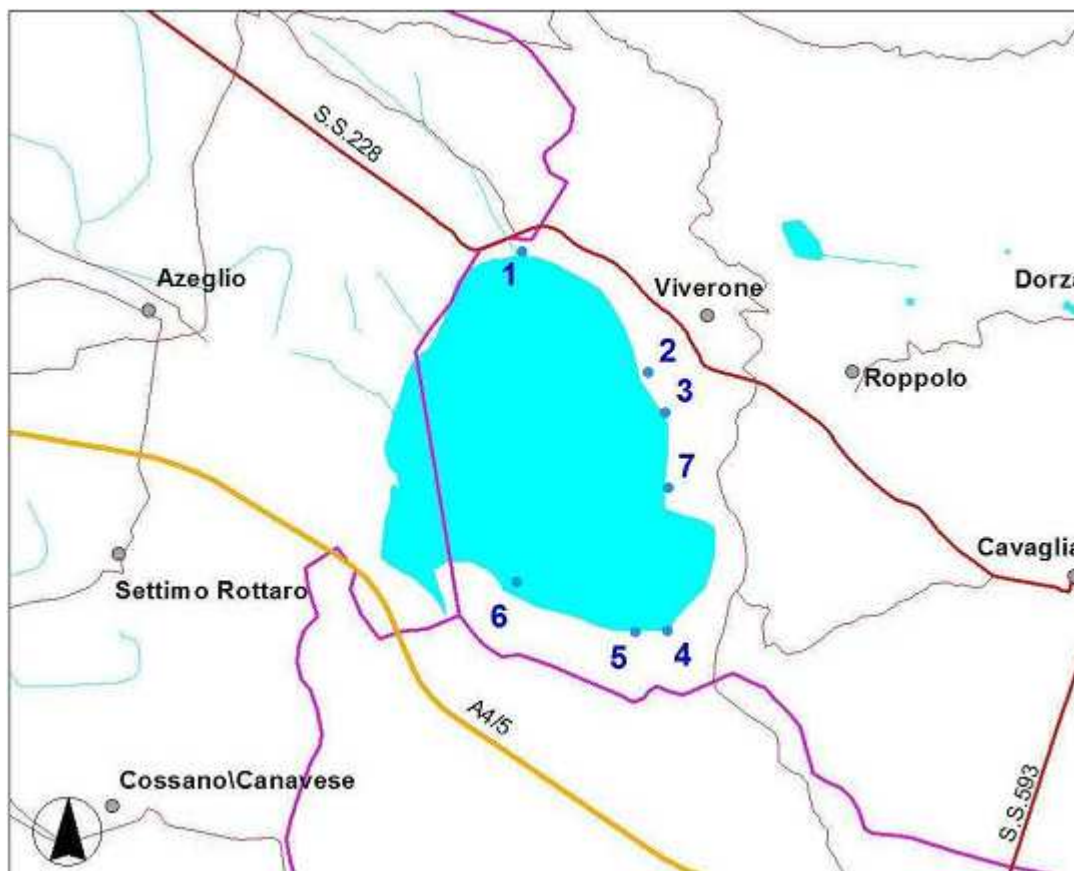 S.S.228
Azeglio
1
Viverone
Dorza
2
Roppolo
3
7
Cavaglia
Settimo Rottaro
6
5
4
A4/5
Cossano\Canavese
S.S.593